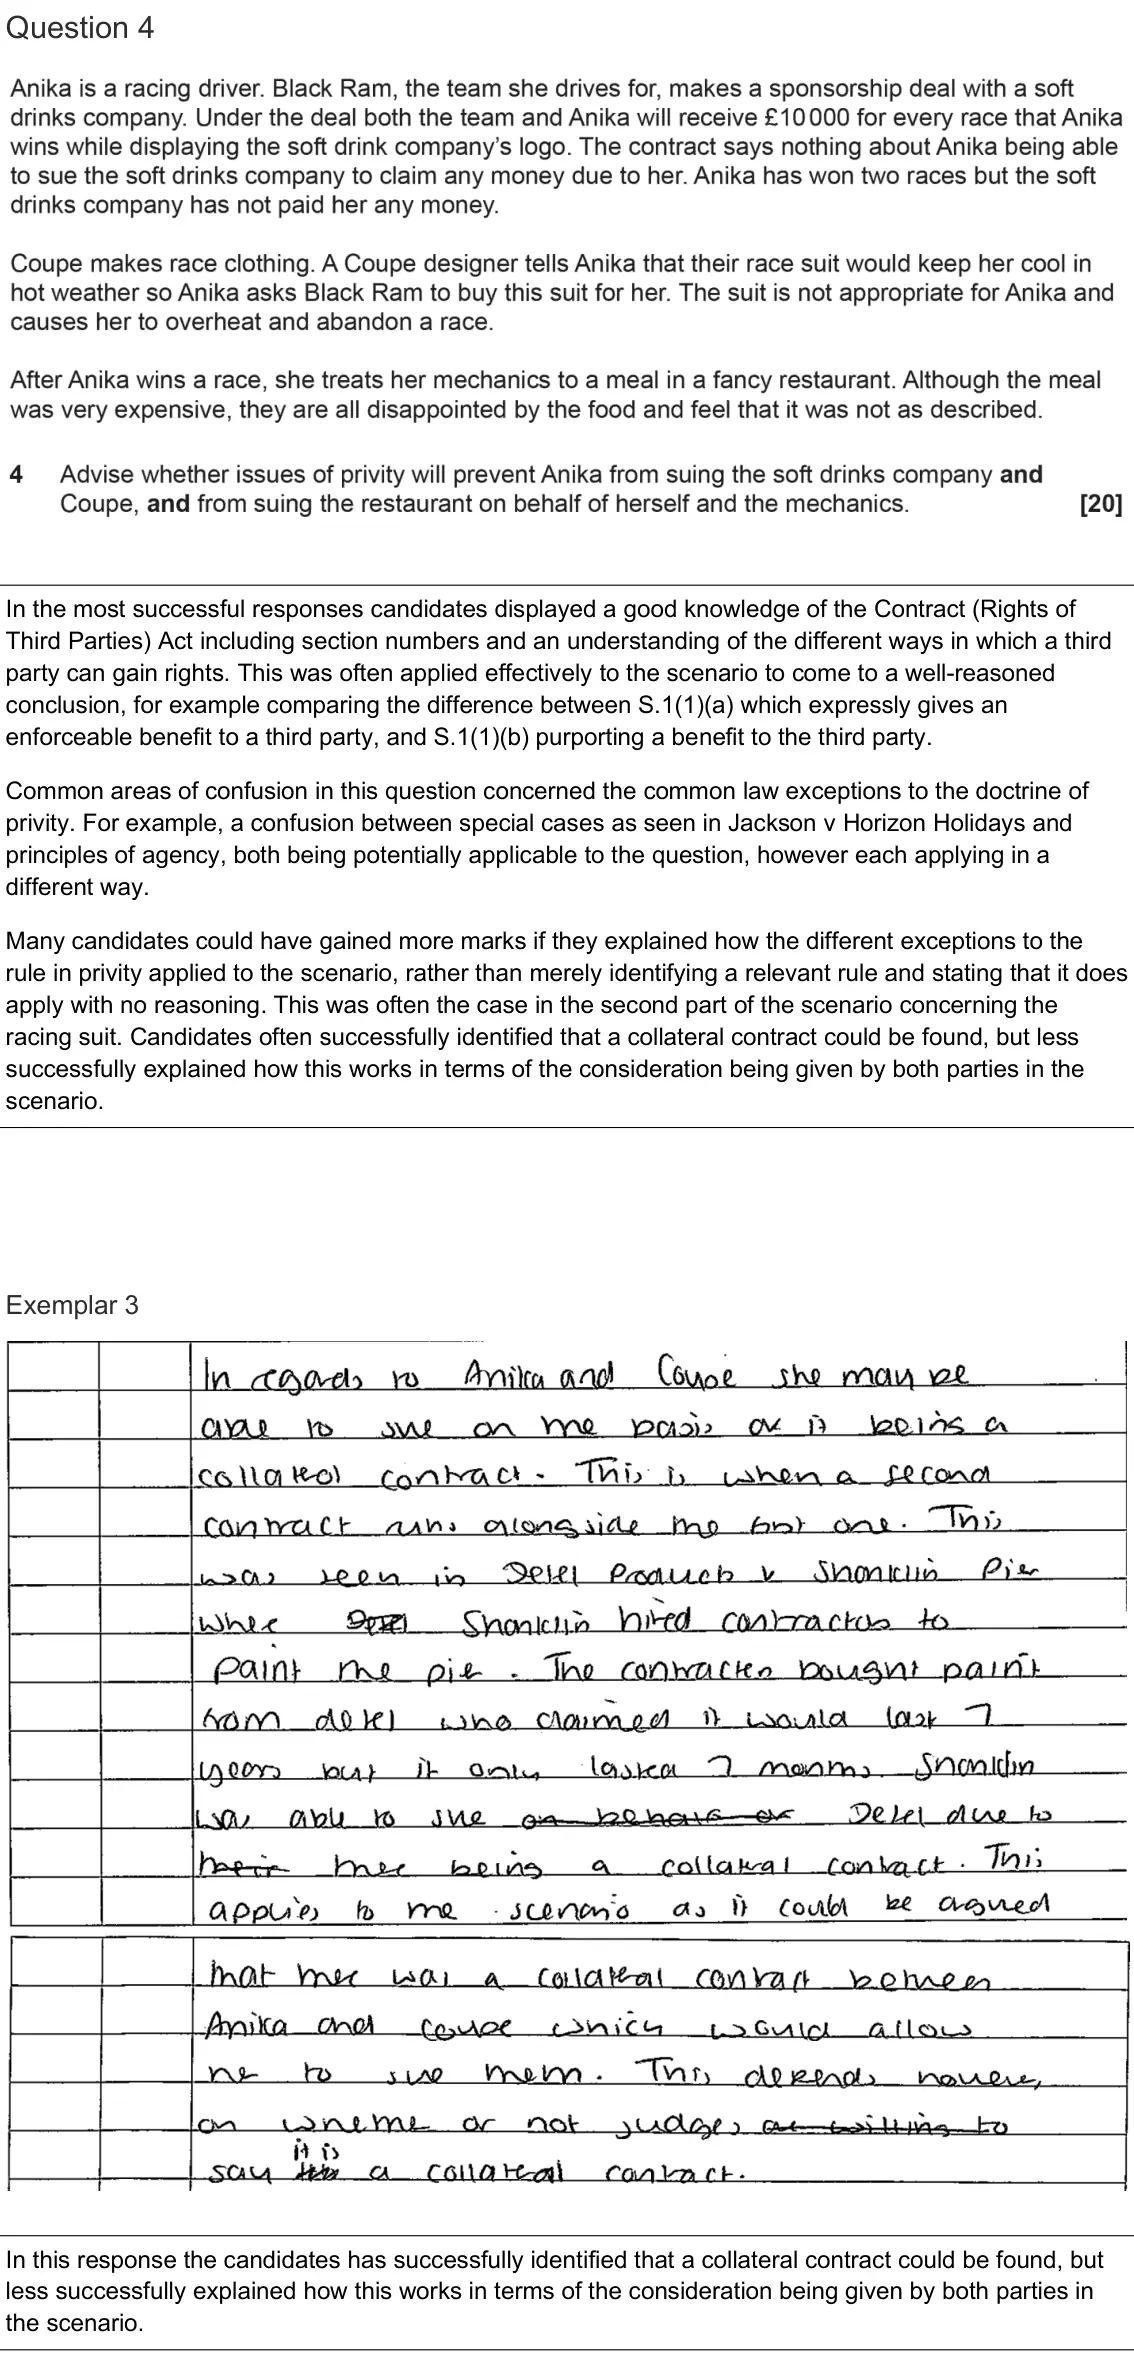 Question 4
Anika is a racing driver. Black Ram, the team she drives for, makes a sponsorship deal with a soft
drinks company. Under the deal both the team and Anika will receive £10000 for every race that Anika
wins while displaying the soft drink company's logo. The contract says nothing about Anika being able
to sue the soft drinks company to claim any money due to her. Anika has won two races but the soft
drinks company has not paid her any money.
Coupe makes race clothing. A Coupe designer tells Anika that their race suit would keep her cool in
hot weather so Anika asks Black Ram to buy this suit for her. The suit is not appropriate for Anika and
causes her to overheat and abandon a race.
After Anika wins a race, she treats her mechanics to a meal in a fancy restaurant. Although the meal
was very expensive, they are all disappointed by the food and feel that it was not as described.
4 Advise whether issues of privity will prevent Anika from suing the soft drinks company and
Coupe, and from suing the restaurant on behalf of herself and the mechanics. [20]
In the most successful responses candidates displayed a good knowledge of the Contract (Rights of
Third Parties) Act including section numbers and an understanding of the different ways in which a third
party can gain rights. This was often applied effectively to the scenario to come to a well-reasoned
conclusion, for example comparing the difference between S.1(1)(a) which expressly gives an
enforceable benefit to a third party, and S.1(1)(b) purporting a benefit to the third party.
Common areas of confusion in this question concerned the common law exceptions to the doctrine of
privity. For example, a confusion between special cases as seen in Jackson v Horizon Holidays and
principles of agency, both being potentially applicable to the question, however each applying in a
different way.
Many candidates could have gained more marks if they explained how the different exceptions to the
rule in privity applied to the scenario, rather than merely identifying a relevant rule and stating that it does
apply with no reasoning. This was often the case in the second part of the scenario concerning the
racing suit. Candidates often successfully identified that a collateral contract could be found, but less
successfully explained how this works in terms of the consideration being given by both parties in the
scenario.
Exemplar 3
In regards to Anika and Coupe she may be
able to sue on the basis of it being a
collateral contract. This is when a second
contract runs alongside the first one. This
was seen in Detel Products v Shanklin Pier
where Shanklin hired contractors to
paint the pier. The contractors bought paint
from detel who claimed it would last 7
years but it only lasted 7 months. Shanklin
was able to sue on behalf of Detel due to
their there being a collateral contract. This
applies to the scenario as it could be argued
that there was a collateral contract between
Anika and coupe which would allow
her to sue them. This depends however,
on whether or not judges at willing to
say it is a collateral contract.
In this response the candidates has successfully identified that a collateral contract could be found, but
less successfully explained how this works in terms of the consideration being given by both parties in
the scenario.